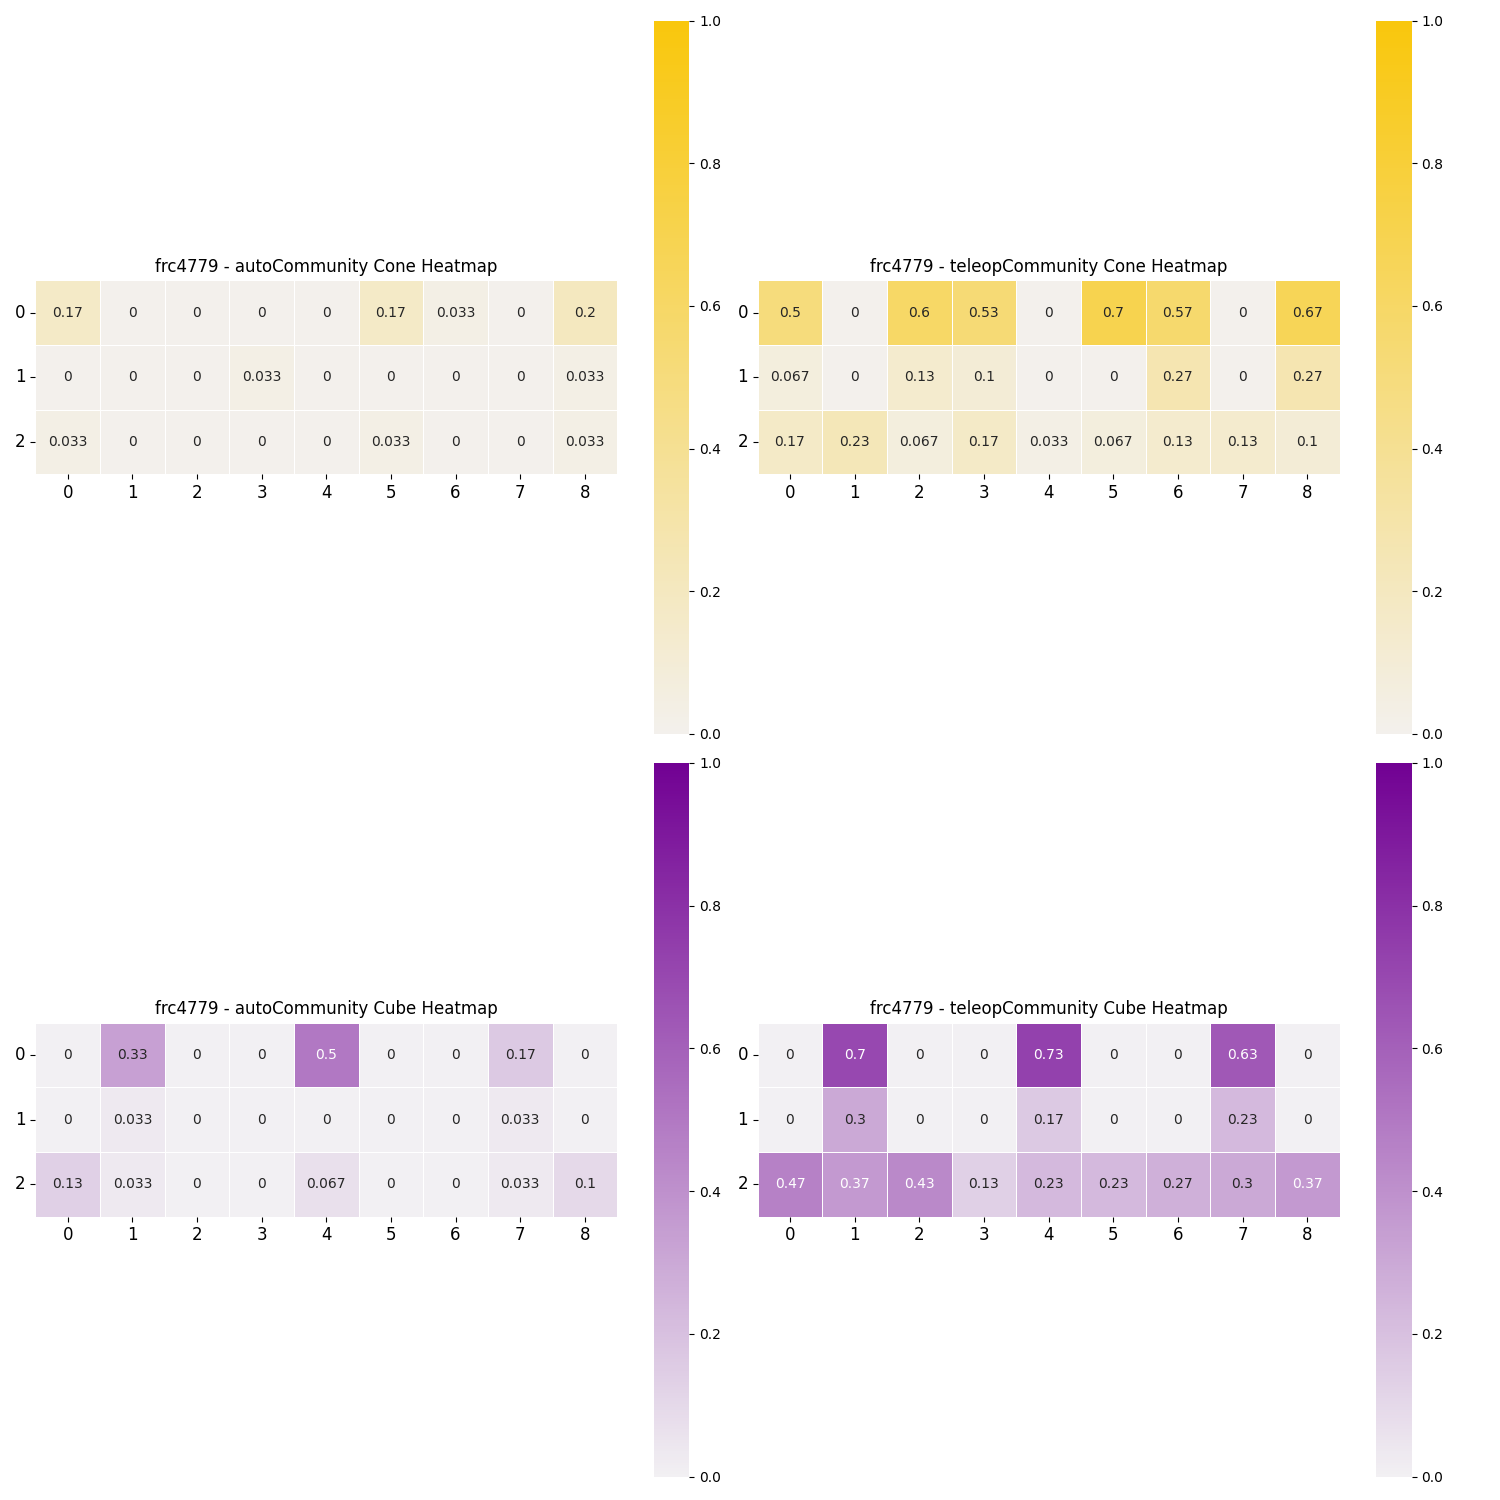 frc4779 - autoCommunity Cone Heatmap
0 0.17 0 0 0 0 0.17 0.033 0 0.2
1 0 0 0 0.033 0 0 0 0 0.033
2 0.033 0 0 0 0 0.033 0 0 0.033
0 1 2 3 4 5 6 7 8
1.0
0.8
0.6
0.4
0.2
0.0
frc4779 - teleopCommunity Cone Heatmap
0 0.5 0 0.6 0.53 0 0.7 0.57 0 0.67
1 0.067 0 0.13 0.1 0 0 0.27 0 0.27
2 0.17 0.23 0.067 0.17 0.033 0.067 0.13 0.13 0.1
0 1 2 3 4 5 6 7 8
1.0
0.8
0.6
0.4
0.2
0.0
frc4779 - autoCommunity Cube Heatmap
0 0 0.33 0 0 0.5 0 0 0.17 0
1 0 0.033 0 0 0 0 0 0.033 0
2 0.13 0.033 0 0 0.067 0 0 0.033 0.1
0 1 2 3 4 5 6 7 8
1.0
0.8
0.6
0.4
0.2
0.0
frc4779 - teleopCommunity Cube Heatmap
0 0 0.7 0 0 0.73 0 0 0.63 0
1 0 0.3 0 0 0.17 0 0 0.23 0
2 0.47 0.37 0.43 0.13 0.23 0.23 0.27 0.3 0.37
0 1 2 3 4 5 6 7 8
1.0
0.8
0.6
0.4
0.2
0.0